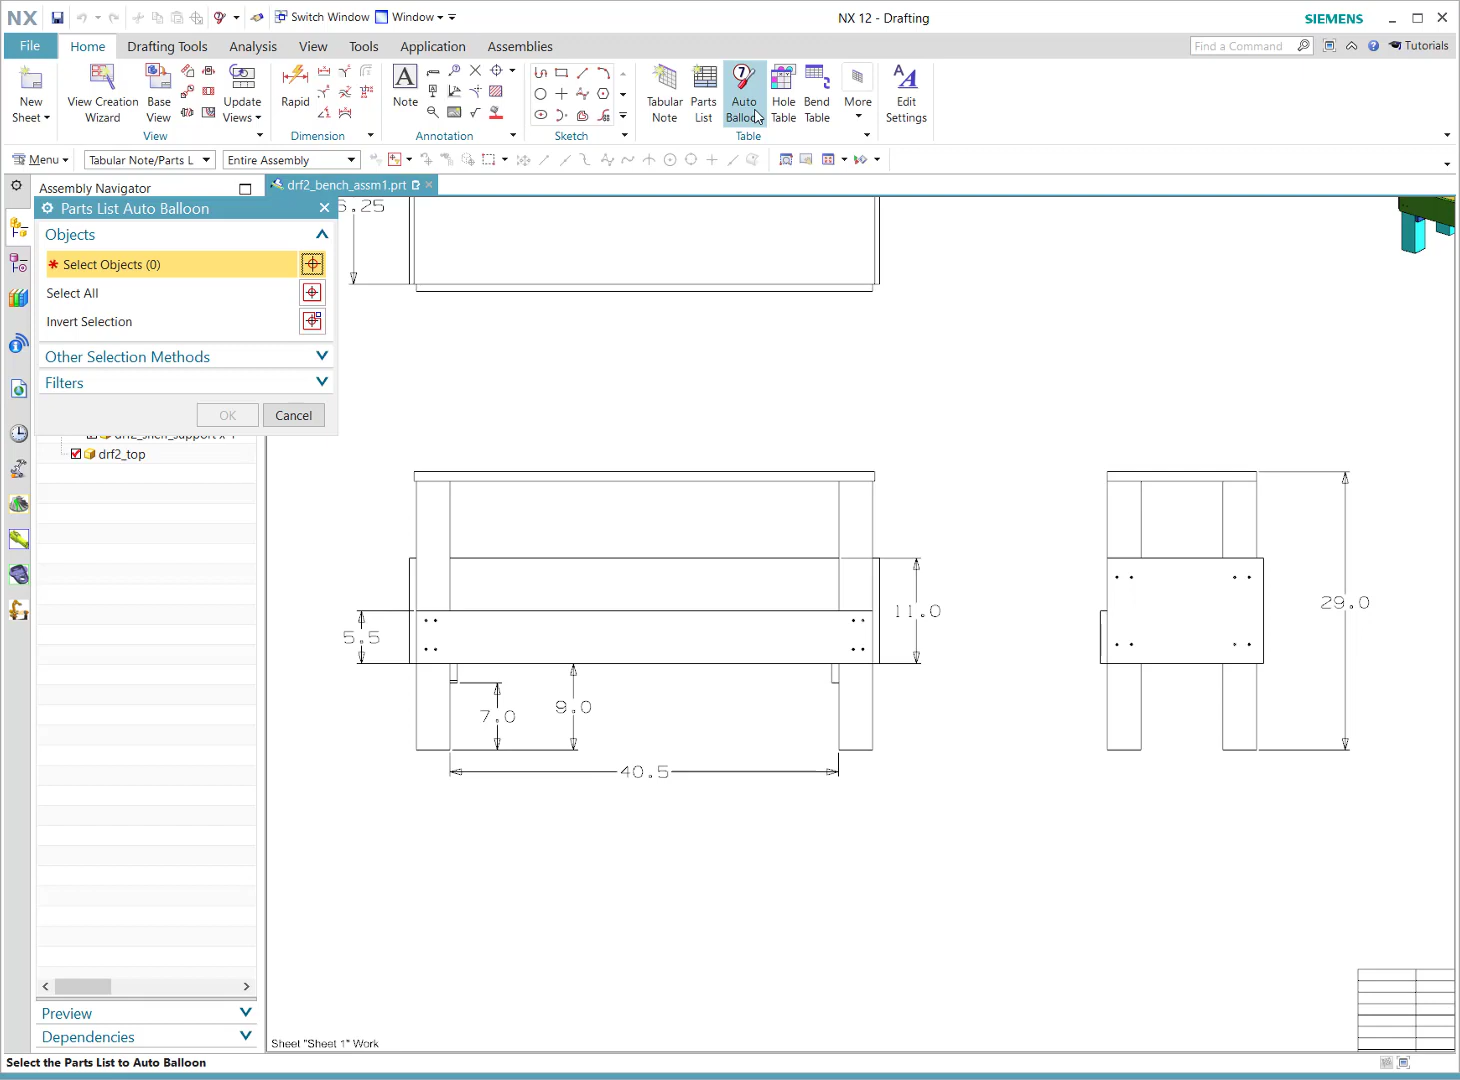 NX
Switch Window
Window
NX 12 - Drafting
SIEMENS
File
Home
Drafting Tools
Analysis
View
Tools
Application
Assemblies
Find a Command
Tutorials
New
Sheet
View Creation
Wizard
Base
View
Update
Views
View
Rapid
Dimension
A
Note
Annotation
Sketch
Tabular
Note
Parts
List
7
Auto
Balloon
Hole
Table
Bend
Table
More
Table
Edit
Settings
Menu
Tabular Note/Parts L
Entire Assembly
Assembly Navigator
drf2_bench_assm1.prt
Parts List Auto Balloon
Objects
* Select Objects (0)
Select All
Invert Selection
Other Selection Methods
Filters
OK
Cancel
drf2_top
Preview
Dependencies
11.0
5.5
29.0
7.0
9.0
40.5
Sheet "Sheet 1" Work
Select the Parts List to Auto Balloon